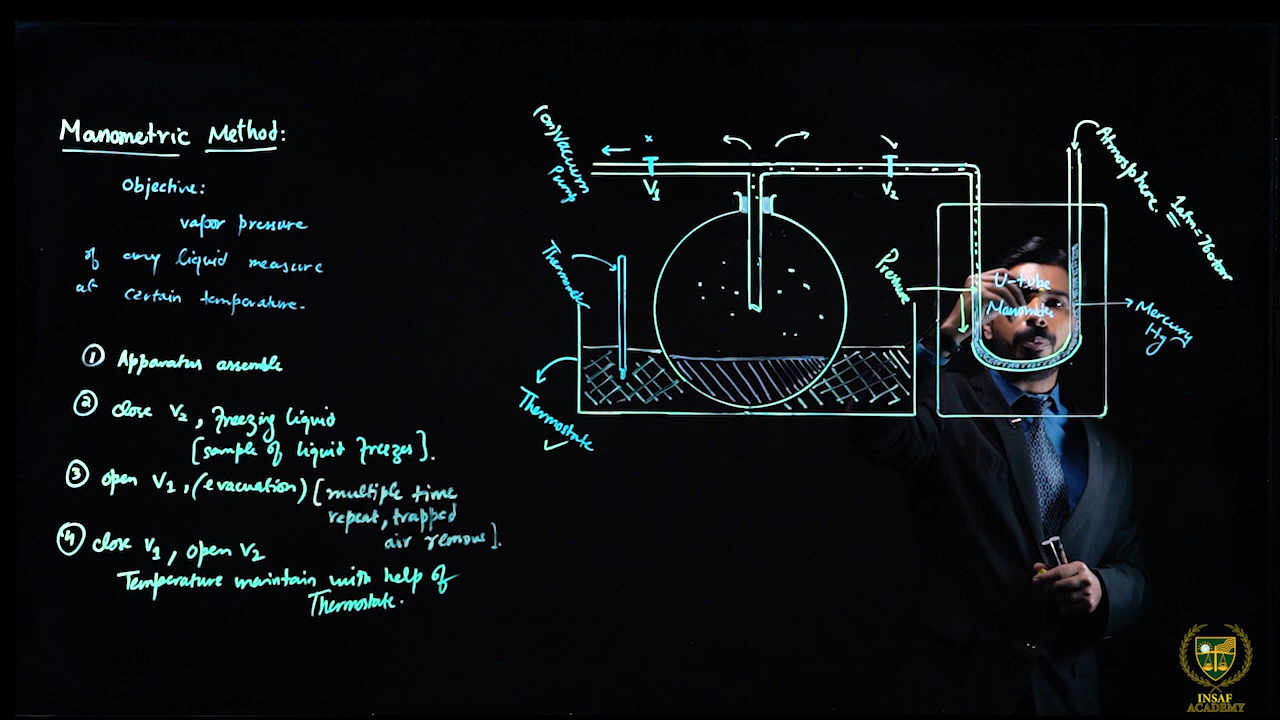 Manometric Method:
Objective:
vapor pressure
of any liquid measure
at certain temperature.
① Apparatus assemble
② close V₂, Freezing liquid
[sample of liquid freezes].
③ open V₁, (evacuation) [multiple time
repeat, trapped
air remove].
④ close V₁, open V₂
Temperature maintain with help of
Thermostate.
(on) Vacuum
Pump
V₁
V₂
Thermometer
Thermostate
Pressure
U-tube
Manometer
Atmosphere. 1atm=760torr
Mercury
Hg
INSAF
ACADEMY